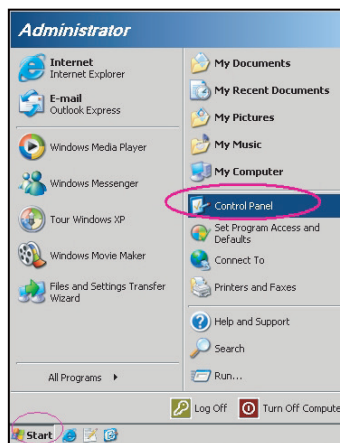 Administrator
Internet
Internet Explorer
E-mail
Outlook Express
Windows Media Player
Windows Messenger
Tour Windows XP
Windows Movie Maker
Files and Settings Transfer
Wizard
All Programs
My Documents
My Recent Documents
My Pictures
My Music
My Computer
Control Panel
Set Program Access and
Defaults
Connect To
Printers and Faxes
Help and Support
Search
Run...
Log Off
Turn Off Compute
Start